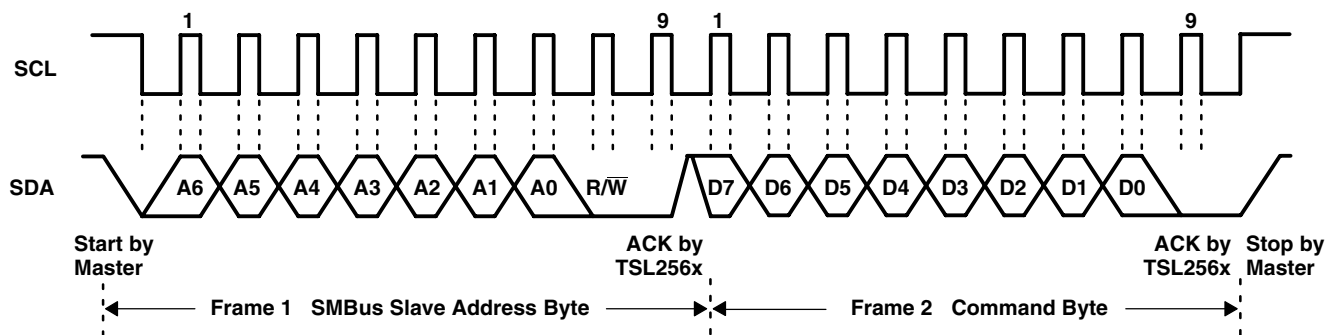 1 9 1 9
SCL
SDA A6 A5 A4 A3 A2 A1 A0 R/W̅ D7 D6 D5 D4 D3 D2 D1 D0
Start by
Master
ACK by
TSL256x
ACK by
TSL256x
Stop by
Master
Frame 1 SMBus Slave Address Byte
Frame 2 Command Byte